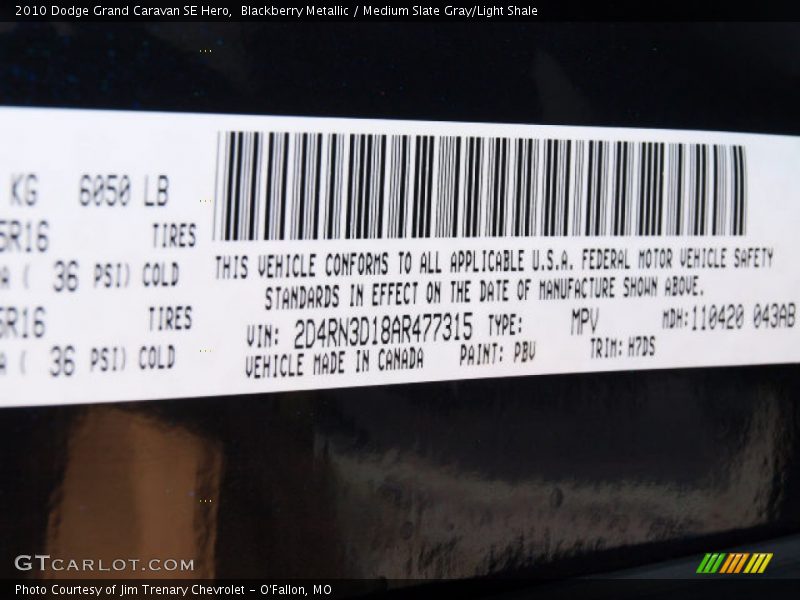 2010 Dodge Grand Caravan SE Hero,  Blackberry Metallic / Medium Slate Gray/Light Shale
KG 6050 LB
5R16 TIRES
A ( 36 PSI) COLD
5R16 TIRES
A ( 36 PSI) COLD
THIS VEHICLE CONFORMS TO ALL APPLICABLE U.S.A. FEDERAL MOTOR VEHICLE SAFETY
STANDARDS IN EFFECT ON THE DATE OF MANUFACTURE SHOWN ABOVE.
VIN: 2D4RN3D18AR477315 TYPE: MPV MDH:110420 043AB
VEHICLE MADE IN CANADA PAINT: PBV TRIM: H7DS
GTCARLOT.COM
Photo Courtesy of Jim Trenary Chevrolet - O'Fallon, MO